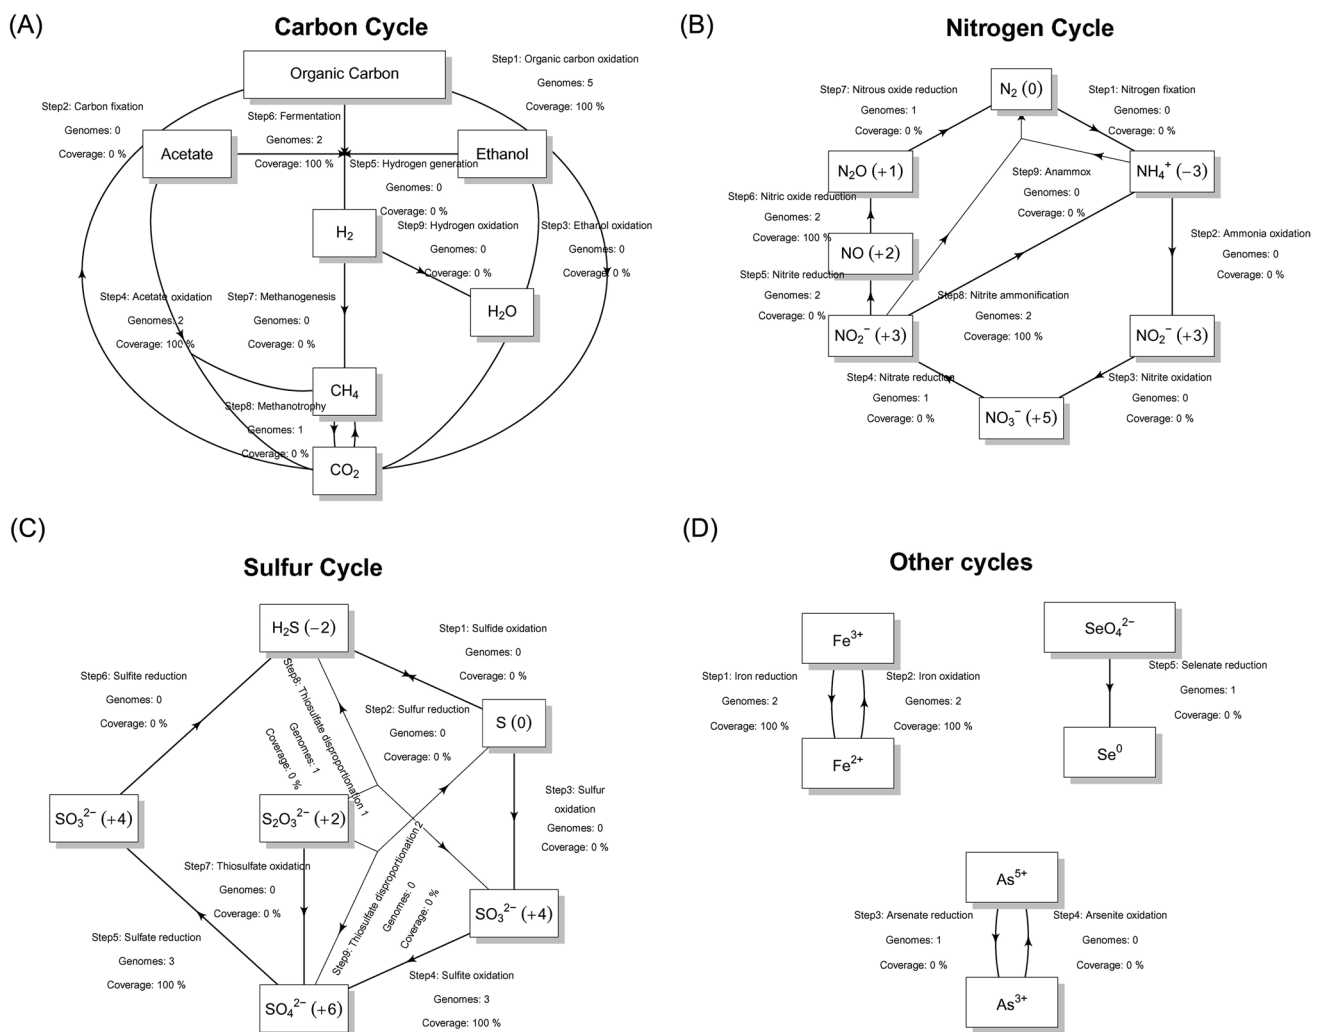 (A)
Carbon Cycle
Organic Carbon
Step1: Organic carbon oxidation
Genomes: 5
Coverage: 100 %
Step2: Carbon fixation
Genomes: 0
Coverage: 0 %
Step6: Fermentation
Genomes: 2
Coverage: 100 %
Acetate
Ethanol
Step5: Hydrogen generation
Genomes: 0
Coverage: 0 %
H₂
Step9: Hydrogen oxidation
Genomes: 0
Coverage: 0 %
Step3: Ethanol oxidation
Genomes: 0
Coverage: 0 %
Step4: Acetate oxidation
Genomes: 2
Coverage: 100 %
Step7: Methanogenesis
Genomes: 0
Coverage: 0 %
H₂O
CH₄
Step8: Methanotrophy
Genomes: 1
Coverage: 0 %
CO₂
(B)
Nitrogen Cycle
N₂ (0)
Step7: Nitrous oxide reduction
Genomes: 1
Coverage: 0 %
Step1: Nitrogen fixation
Genomes: 0
Coverage: 0 %
N₂O (+1)
NH₄⁺ (−3)
Step9: Anammox
Genomes: 0
Coverage: 0 %
Step6: Nitric oxide reduction
Genomes: 2
Coverage: 100 %
NO (+2)
Step2: Ammonia oxidation
Genomes: 0
Coverage: 0 %
Step5: Nitrite reduction
Genomes: 2
Coverage: 0 %
Step8: Nitrite ammonification
Genomes: 2
Coverage: 100 %
NO₂⁻ (+3)
NO₂⁻ (+3)
Step4: Nitrate reduction
Genomes: 1
Coverage: 0 %
Step3: Nitrite oxidation
Genomes: 0
Coverage: 0 %
NO₃⁻ (+5)
(C)
Sulfur Cycle
H₂S (−2)
Step1: Sulfide oxidation
Genomes: 0
Coverage: 0 %
Step6: Sulfite reduction
Genomes: 0
Coverage: 0 %
Step8: Thiosulfate disproportionation 1
Genomes: 1
Coverage: 0 %
Step2: Sulfur reduction
Genomes: 0
Coverage: 0 %
S (0)
Step3: Sulfur
oxidation
Genomes: 0
Coverage: 0 %
SO₃²⁻ (+4)
S₂O₃²⁻ (+2)
Step7: Thiosulfate oxidation
Genomes: 0
Coverage: 0 %
Step9: Thiosulfate disproportionation 2
Genomes: 0
Coverage: 0 %
SO₃²⁻ (+4)
Step5: Sulfate reduction
Genomes: 3
Coverage: 100 %
Step4: Sulfite oxidation
Genomes: 3
Coverage: 100 %
SO₄²⁻ (+6)
(D)
Other cycles
Fe³⁺
Step1: Iron reduction
Genomes: 2
Coverage: 100 %
Step2: Iron oxidation
Genomes: 2
Coverage: 100 %
Fe²⁺
SeO₄²⁻
Step5: Selenate reduction
Genomes: 1
Coverage: 0 %
Se⁰
As⁵⁺
Step3: Arsenate reduction
Genomes: 1
Coverage: 0 %
Step4: Arsenite oxidation
Genomes: 0
Coverage: 0 %
As³⁺